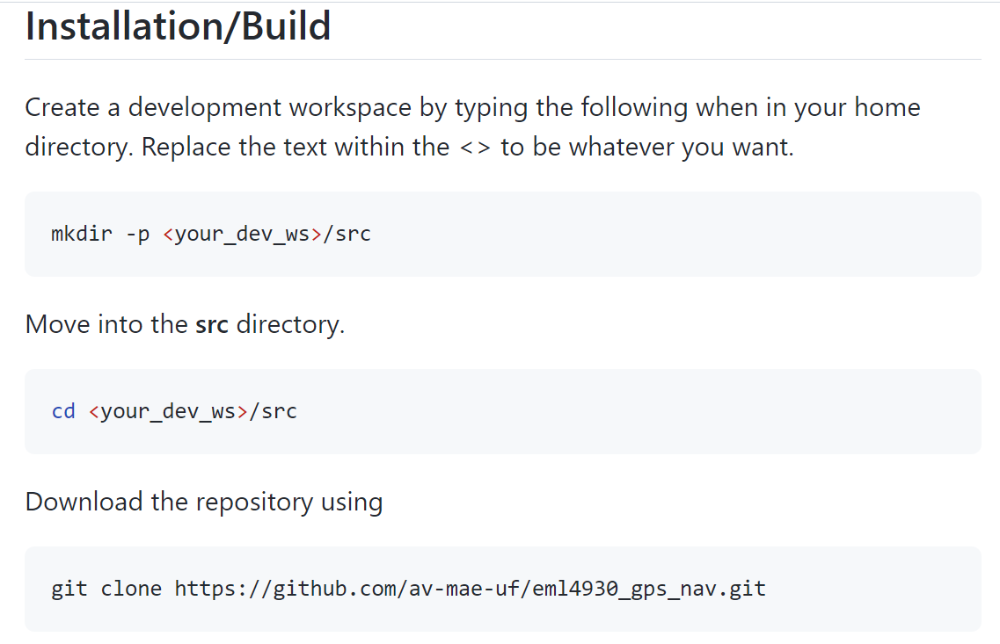 Installation/Build
Create a development workspace by typing the following when in your home
directory. Replace the text within the <> to be whatever you want.
mkdir -p <your_dev_ws>/src
Move into the src directory.
cd <your_dev_ws>/src
Download the repository using
git clone https://github.com/av-mae-uf/eml4930_gps_nav.git